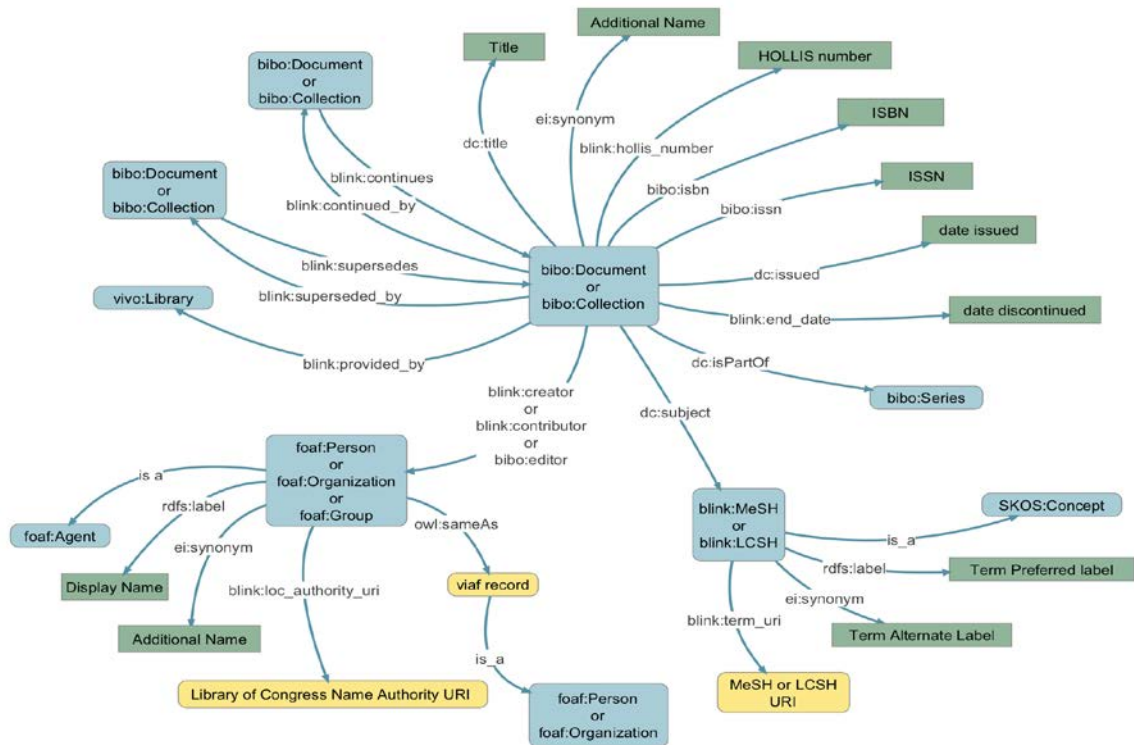 Additional Name
Title
HOLLIS number
bibo:Document
or
bibo:Collection
ei:synonym
dc:title
blink:hollis_number
ISBN
bibo:isbn
bibo:Document
or
bibo:Collection
blink:continues
blink:continued_by
ISSN
bibo:issn
date issued
blink:supersedes
bibo:Document
or
bibo:Collection
dc:issued
vivo:Library
blink:superseded_by
blink:end_date
date discontinued
blink:provided_by
dc:isPartOf
bibo:Series
blink:creator
or
blink:contributor
or
bibo:editor
dc:subject
foaf:Person
or
foaf:Organization
or
foaf:Group
is a
rdfs:label
foaf:Agent
ei:synonym
owl:sameAs
Display Name
blink:loc_authority_uri
viaf record
Additional Name
is_a
Library of Congress Name Authority URI
foaf:Person
or
foaf:Organization
blink:MeSH
or
blink:LCSH
SKOS:Concept
is_a
rdfs:label
Term Preferred label
ei:synonym
blink:term_uri
Term Alternate Label
MeSH or LCSH
URI